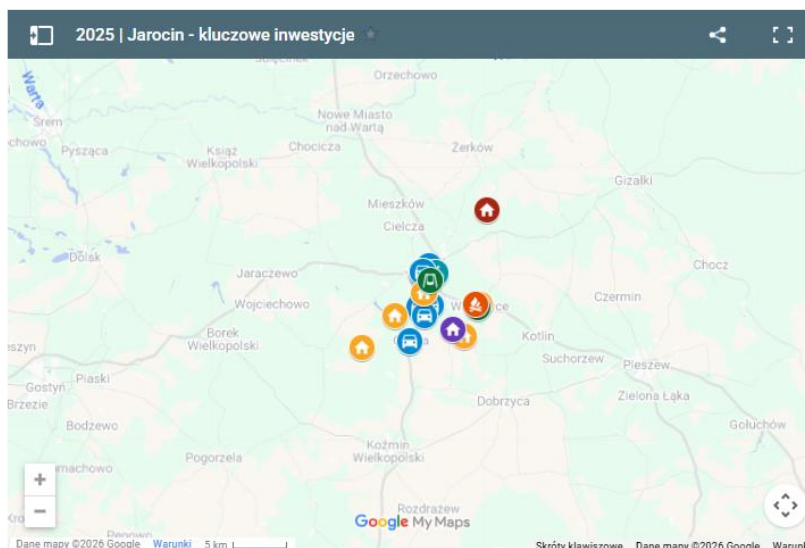 2025 | Jarocin - kluczowe inwestycje
Orzechowo
Warta
Śrem
Nowe Miasto
nad Wartą
Pysząca
Książ
Wielkopolski
Chocicza
Żerków
Gizałki
Mieszków
Cielcza
Dolsk
Jaraczewo
Chocz
Wojciechowo
Czermin
Borek
Wielkopolski
Kotlin
Suchorzew
Pleszew
Gostyń
Piaski
Brzezie
Dobrzyca
Zielona Łąka
Bodzewo
Gołuchów
Koźmin
Wielkopolski
Pogorzela
Rozdrażew
Google My Maps
Dane mapy ©2026 Google
Warunki
5 km
Skróty klawiszowe
Dane mapy ©2026 Google